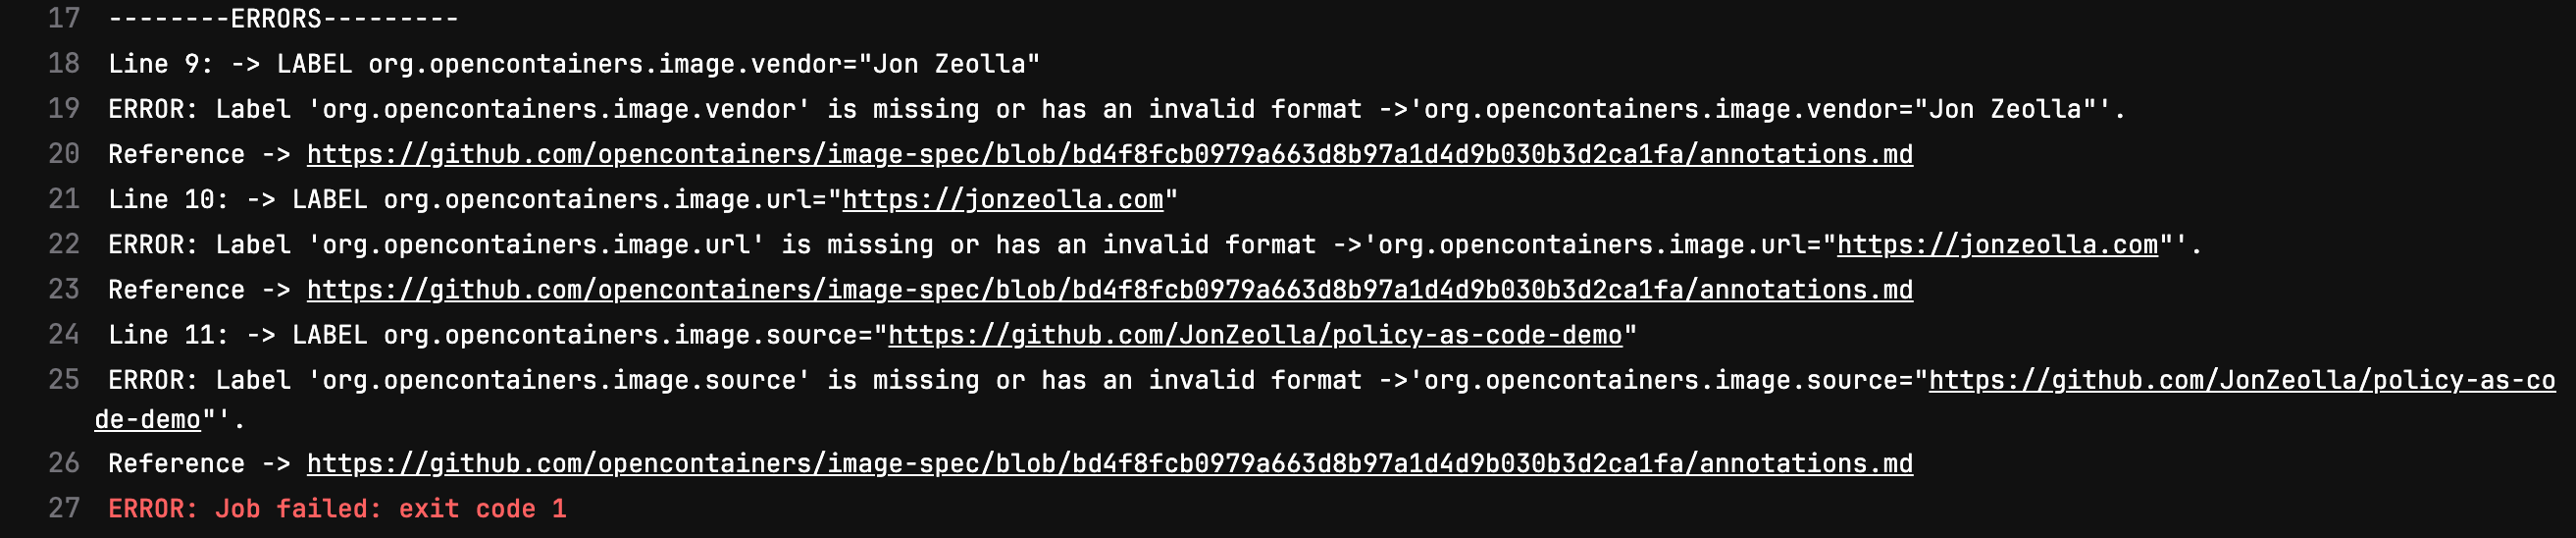 17 --------ERRORS---------
18 Line 9: -> LABEL org.opencontainers.image.vendor="Jon Zeolla"
19 ERROR: Label 'org.opencontainers.image.vendor' is missing or has an invalid format ->'org.opencontainers.image.vendor="Jon Zeolla"'.
20 Reference -> https://github.com/opencontainers/image-spec/blob/bd4f8fcb0979a663d8b97a1d4d9b030b3d2ca1fa/annotations.md
21 Line 10: -> LABEL org.opencontainers.image.url="https://jonzeolla.com"
22 ERROR: Label 'org.opencontainers.image.url' is missing or has an invalid format ->'org.opencontainers.image.url="https://jonzeolla.com"'.
23 Reference -> https://github.com/opencontainers/image-spec/blob/bd4f8fcb0979a663d8b97a1d4d9b030b3d2ca1fa/annotations.md
24 Line 11: -> LABEL org.opencontainers.image.source="https://github.com/JonZeolla/policy-as-code-demo"
25 ERROR: Label 'org.opencontainers.image.source' is missing or has an invalid format ->'org.opencontainers.image.source="https://github.com/JonZeolla/policy-as-co
de-demo"'.
26 Reference -> https://github.com/opencontainers/image-spec/blob/bd4f8fcb0979a663d8b97a1d4d9b030b3d2ca1fa/annotations.md
27 ERROR: Job failed: exit code 1